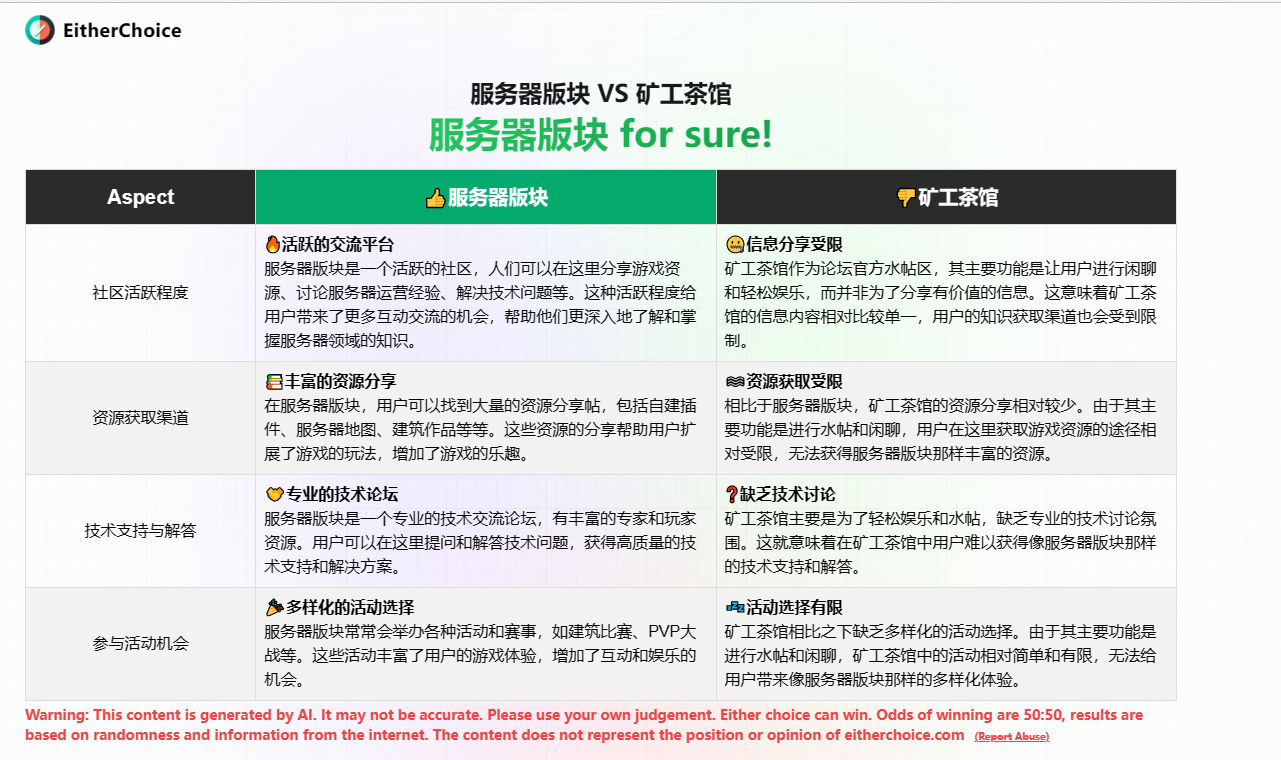 EitherChoice
服务器版块 VS 矿工茶馆
服务器版块 for sure!
Aspect
👍服务器版块
👎矿工茶馆
社区活跃程度
🔥活跃的交流平台
服务器版块是一个活跃的社区，人们可以在这里分享游戏资
源、讨论服务器运营经验、解决技术问题等。这种活跃程度给
用户带来了更多互动交流的机会，帮助他们更深入地了解和掌
握服务器领域的知识。
🤐信息分享受限
矿工茶馆作为论坛官方水帖区，其主要功能是让用户进行闲聊
和轻松娱乐，而并非为了分享有价值的信息。这意味着矿工茶
馆的信息内容相对比较单一，用户的知识获取渠道也会受到限
制。
资源获取渠道
📚丰富的资源分享
在服务器版块，用户可以找到大量的资源分享帖，包括自建插
件、服务器地图、建筑作品等等。这些资源的分享帮助用户扩
展了游戏的玩法，增加了游戏的乐趣。
资源获取受限
相比于服务器版块，矿工茶馆的资源分享相对较少。由于其主
要功能是进行水帖和闲聊，用户在这里获取游戏资源的途径相
对受限，无法获得服务器版块那样丰富的资源。
技术支持与解答
专业的技术论坛
服务器版块是一个专业的技术交流论坛，有丰富的专家和玩家
资源。用户可以在这里提问和解答技术问题，获得高质量的技
术支持和解决方案。
❓缺乏技术讨论
矿工茶馆主要是为了轻松娱乐和水帖，缺乏专业的技术讨论氛
围。这就意味着在矿工茶馆中用户难以获得像服务器版块那样
的技术支持和解答。
参与活动机会
🎉多样化的活动选择
服务器版块常常会举办各种活动和赛事，如建筑比赛、PVP大
战等。这些活动丰富了用户的游戏体验，增加了互动和娱乐的
机会。
💤活动选择有限
矿工茶馆相比之下缺乏多样化的活动选择。由于其主要功能是
进行水帖和闲聊，矿工茶馆中的活动相对简单和有限，无法给
用户带来像服务器版块那样的多样化体验。
Warning: This content is generated by AI. It may not be accurate. Please use your own judgement. Either choice can win. Odds of winning are 50:50, results are
based on randomness and information from the internet. The content does not represent the position or opinion of eitherchoice.com (Report Abuse)